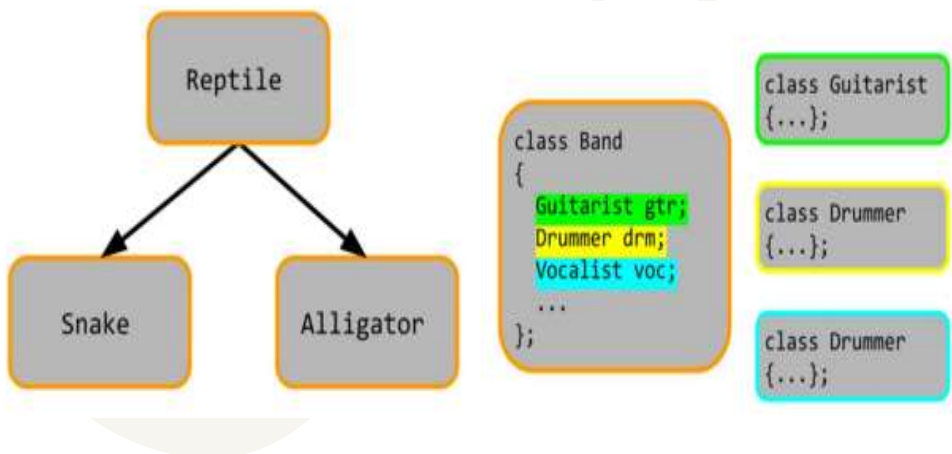 Reptile
Snake
Alligator
class Band
{
Guitarist gtr;
Drummer drm;
Vocalist voc;
...
};
class Guitarist
{...};
class Drummer
{...};
class Drummer
{...};